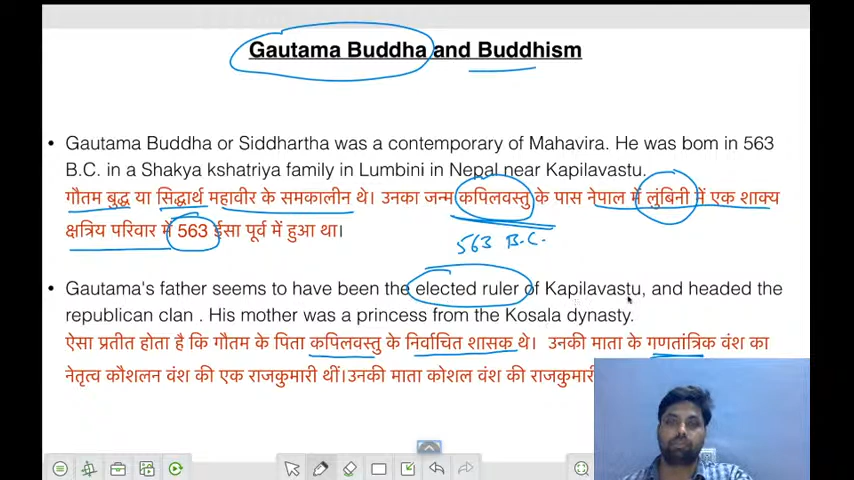 Gautama Buddha and Buddhism
• Gautama Buddha or Siddhartha was a contemporary of Mahavira. He was bom in 563
B.C. in a Shakya kshatriya family in Lumbini in Nepal near Kapilavastu.
गौतम बुद्ध या सिद्धार्थ महावीर के समकालीन थे। उनका जन्म कपिलवस्तु के पास नेपाल में लुंबिनी में एक शाक्य
क्षत्रिय परिवार में 563 ईसा पूर्व में हुआ था।
563 B.C.
• Gautama's father seems to have been the elected ruler of Kapilavastu, and headed the
republican clan . His mother was a princess from the Kosala dynasty.
ऐसा प्रतीत होता है कि गौतम के पिता कपिलवस्तु के निर्वाचित शासक थे। उनकी माता के गणतांत्रिक वंश का
नेतृत्व कौशलन वंश की एक राजकुमारी थीं।उनकी माता कोशल वंश की राजकुमारी